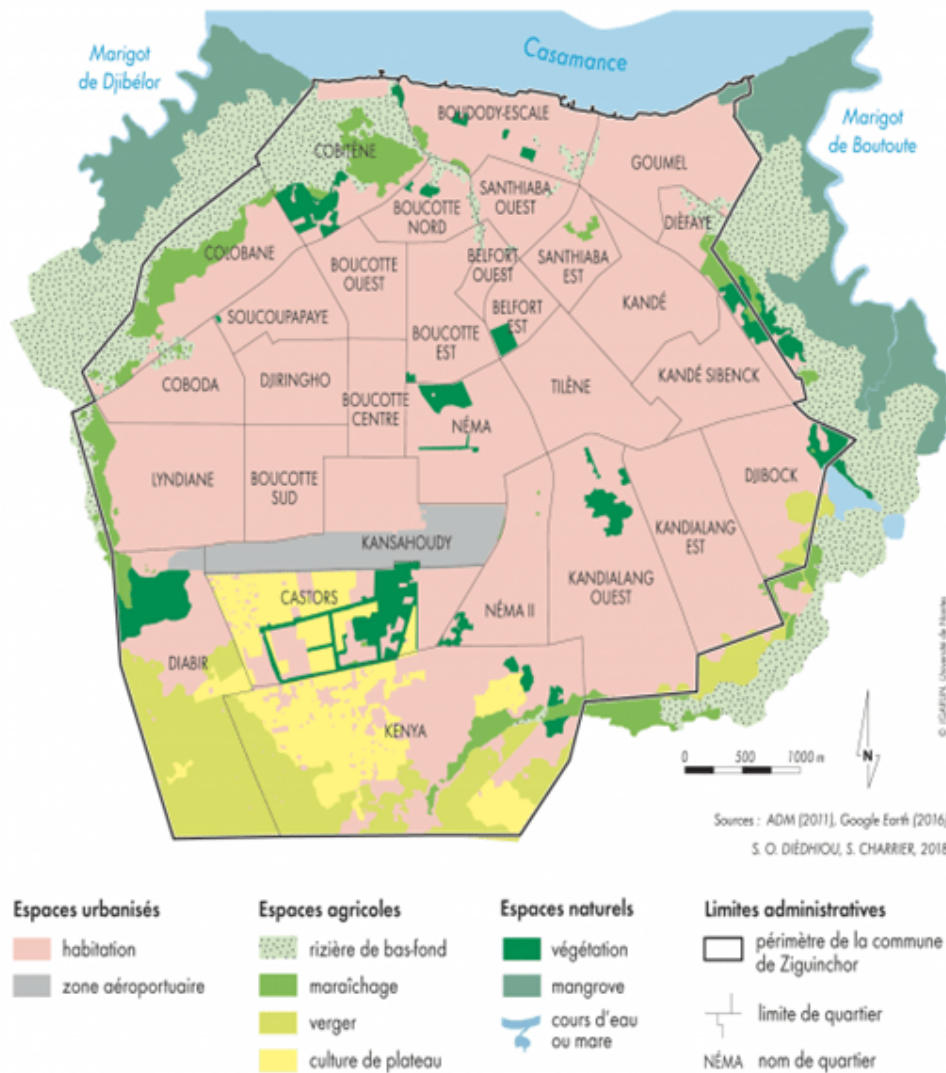 Marigot
de Djibélor
Casamance
Marigot
de Boutoute
BOUDODY-ESCALE
COBITÈNE
GOUMEL
SANTHIABA
OUEST
BOUCOTTE
NORD
DIÈFAYE
COLOBANE
BOUCOTTE
OUEST
BELFORT
OUEST
SANTHIABA
EST
KANDÉ
BELFORT
EST
SOUCOUPAPAYE
BOUCOTTE
EST
COBODA
DJIRINGHO
TILÈNE
KANDÉ SIBENCK
BOUCOTTE
CENTRE
NÉMA
LYNDIANE
BOUCOTTE
SUD
DJIBOCK
KANDIALANG
EST
KANSAHOUDY
CASTORS
KANDIALANG
OUEST
NÉMA II
DIABIR
KENYA
0 500 1000 m
N
Sources : ADM (2011), Google Earth (2016)
S. O. DIÉDHIOU, S. CHARRIER, 2018
Espaces urbanisés
habitation
zone aéroportuaire
Espaces agricoles
rizière de bas-fond
maraîchage
verger
culture de plateau
Espaces naturels
végétation
mangrove
cours d'eau
ou mare
Limites administratives
périmètre de la commune
de Ziguinchor
limite de quartier
NÉMA nom de quartier